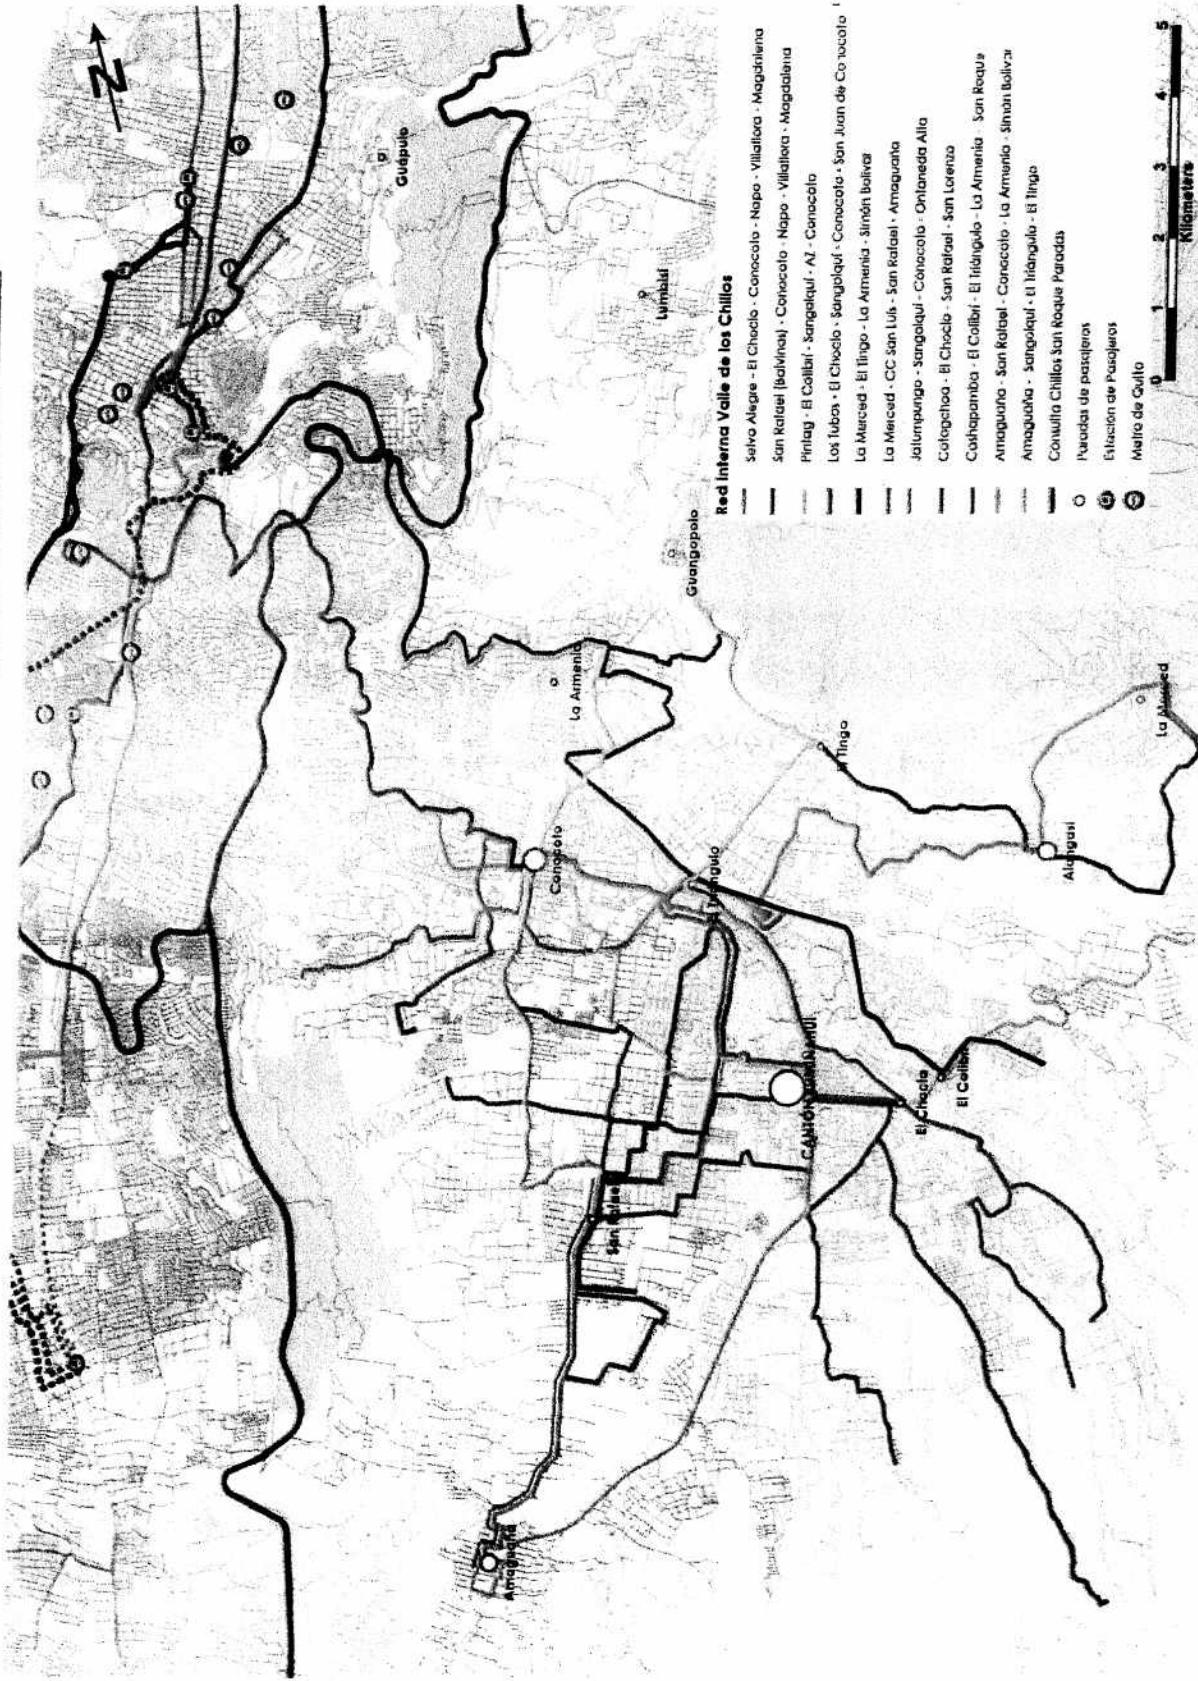 N
Guápulo
Lumbisí
Guangopolo
La Armenia
El Tingo
La Merced
Alangasí
Conocoto
El Triángulo
El Choclo
El Colibrí
San Rafael
Amaguaña
Red Interna Valle de los Chillos
Selva Alegre - El Choclo - Conocoto - Napo - Villaflora - Magdalena
San Rafael (Balvinas) - Conocoto - Napo - Villaflora - Magdalena
Pintag - El Colibrí - Sangolquí - AZ - Conocoto
Los Tubos - El Choclo - Sangolquí - Conocoto - San Juan de Conocoto
La Merced - El Tingo - La Armenia - Simón Bolívar
La Merced - CC San Luis - San Rafael - Amaguaña
Jatumpungo - Sangolquí - Conocoto - Ontaneda Alta
Cotogchoa - El Choclo - San Rafael - San Lorenzo
Cashapamba - El Colibrí - El Triángulo - La Armenia - San Roque
Amaguaña - San Rafael - Conocoto - La Armenia - Simón Bolívar
Amaguaña - Sangolquí - El Triángulo - El Tingo
Consulta Chillos San Roque Paradas
Paradas de pasajeros
Estación de Pasajeros
Metro de Quito
0 1 2 3 4 5
Kilometers